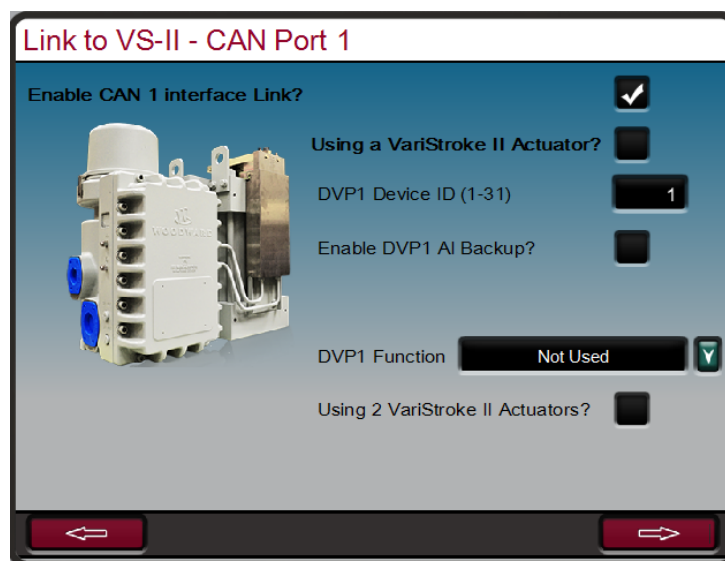 Link to VS-II - CAN Port 1
Enable CAN 1 interface Link?
Using a VariStroke II Actuator?
DVP1 Device ID (1-31) 1
Enable DVP1 AI Backup?
WOODWARD
DVP1 Function Not Used
Using 2 VariStroke II Actuators?